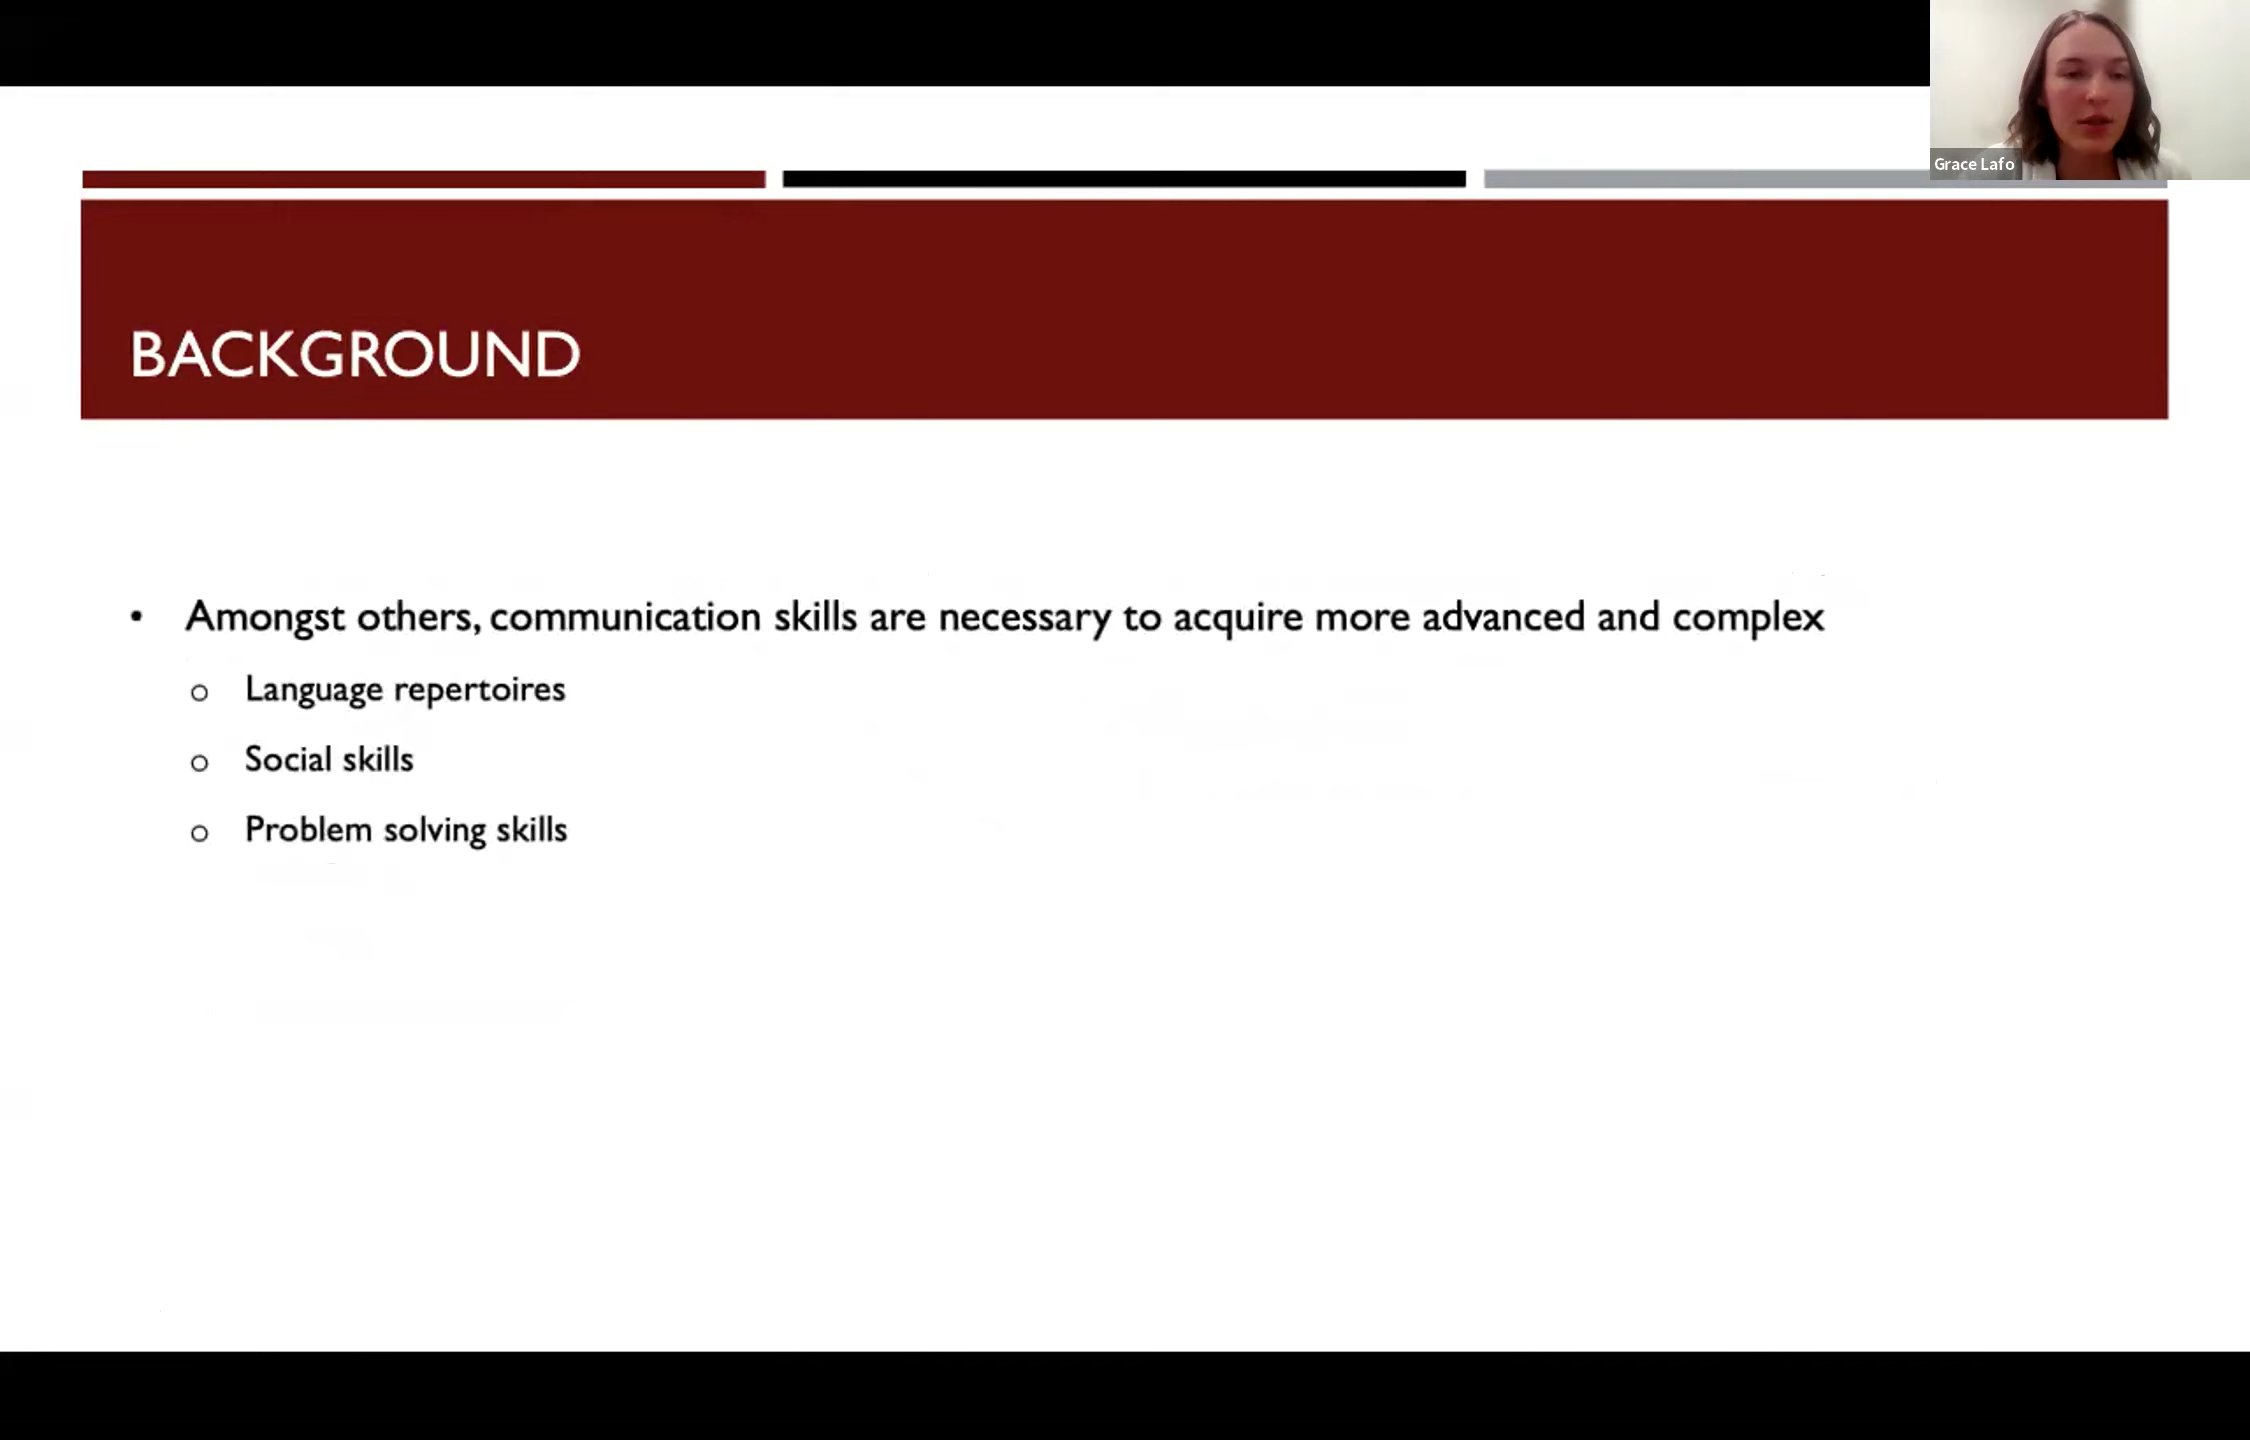 Grace Lafo
BACKGROUND
• Amongst others, communication skills are necessary to acquire more advanced and complex
o Language repertoires
o Social skills
o Problem solving skills